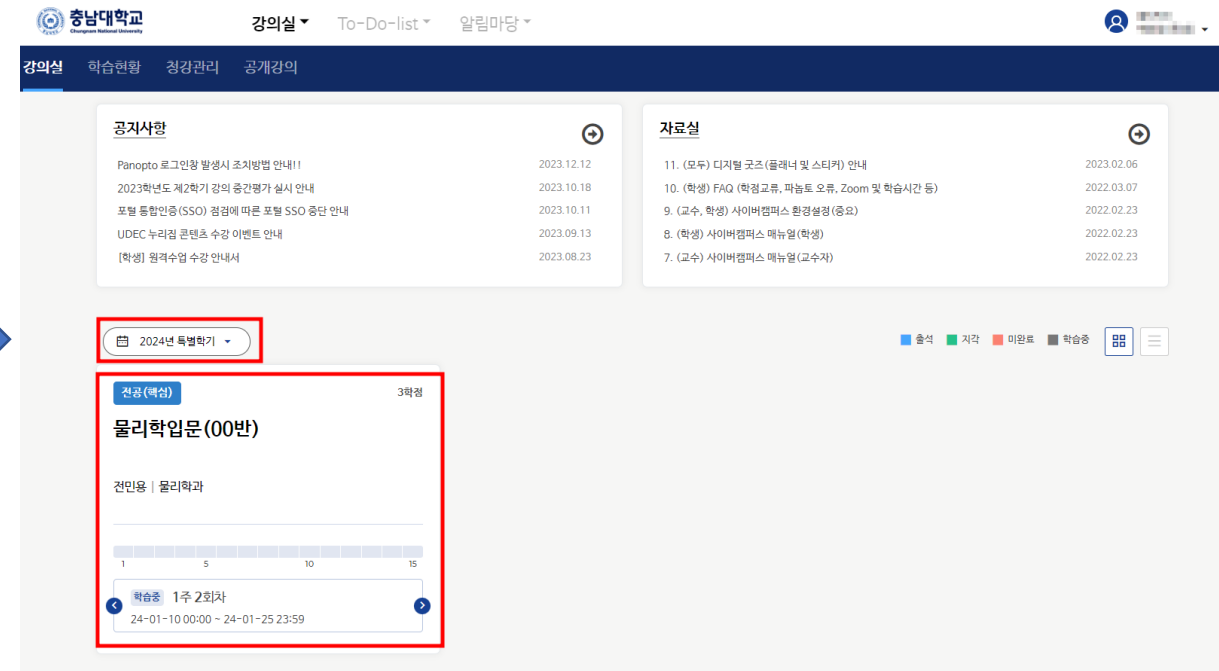 충남대학교
Chungnam National University
강의실 To-Do-list 알림마당
강의실 학습현황 청강관리 공개강의
공지사항
Panopto 로그인창 발생시 조치방법 안내!! 2023.12.12
2023학년도 제2학기 강의 중간평가 실시 안내 2023.10.18
포털 통합인증(SSO) 점검에 따른 포털 SSO 중단 안내 2023.10.11
UDEC 누리집 콘텐츠 수강 이벤트 안내 2023.09.13
[학생] 원격수업 수강 안내서 2023.08.23
자료실
11. (모두) 디지털 굿즈(플래너 및 스티커) 안내 2023.02.06
10. (학생) FAQ (학점교류, 파놉토 오류, Zoom 및 학습시간 등) 2022.03.07
9. (교수, 학생) 사이버캠퍼스 환경설정(중요) 2022.02.23
8. (학생) 사이버캠퍼스 매뉴얼(학생) 2022.02.23
7. (교수) 사이버캠퍼스 매뉴얼(교수자) 2022.02.23
2024년 특별학기
출석 지각 미완료 학습중
전공(핵심) 3학점
물리학입문(00반)
전민용 | 물리학과
1 5 10 15
학습중 1주 2회차
24-01-10 00:00 ~ 24-01-25 23:59